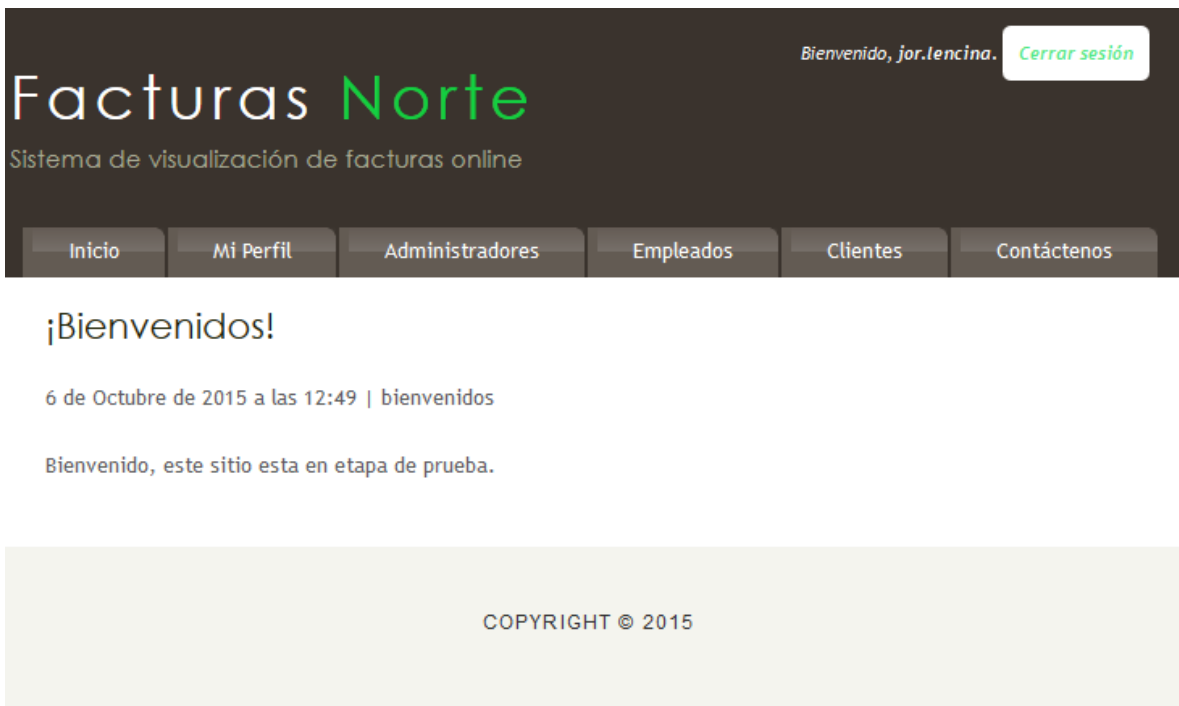 Bienvenido, jor.lencina. Cerrar sesión
Facturas Norte
Sistema de visualización de facturas online
Inicio Mi Perfil Administradores Empleados Clientes Contáctenos
¡Bienvenidos!
6 de Octubre de 2015 a las 12:49 | bienvenidos
Bienvenido, este sitio esta en etapa de prueba.
COPYRIGHT © 2015